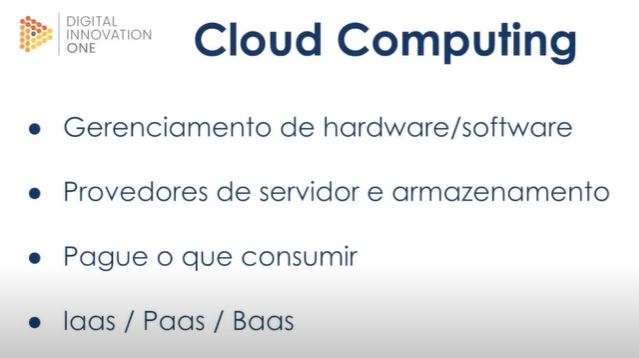 DIGITAL
INNOVATION
ONE
Cloud Computing
● Gerenciamento de hardware/software
● Provedores de servidor e armazenamento
● Pague o que consumir
● Iaas / Paas / Baas